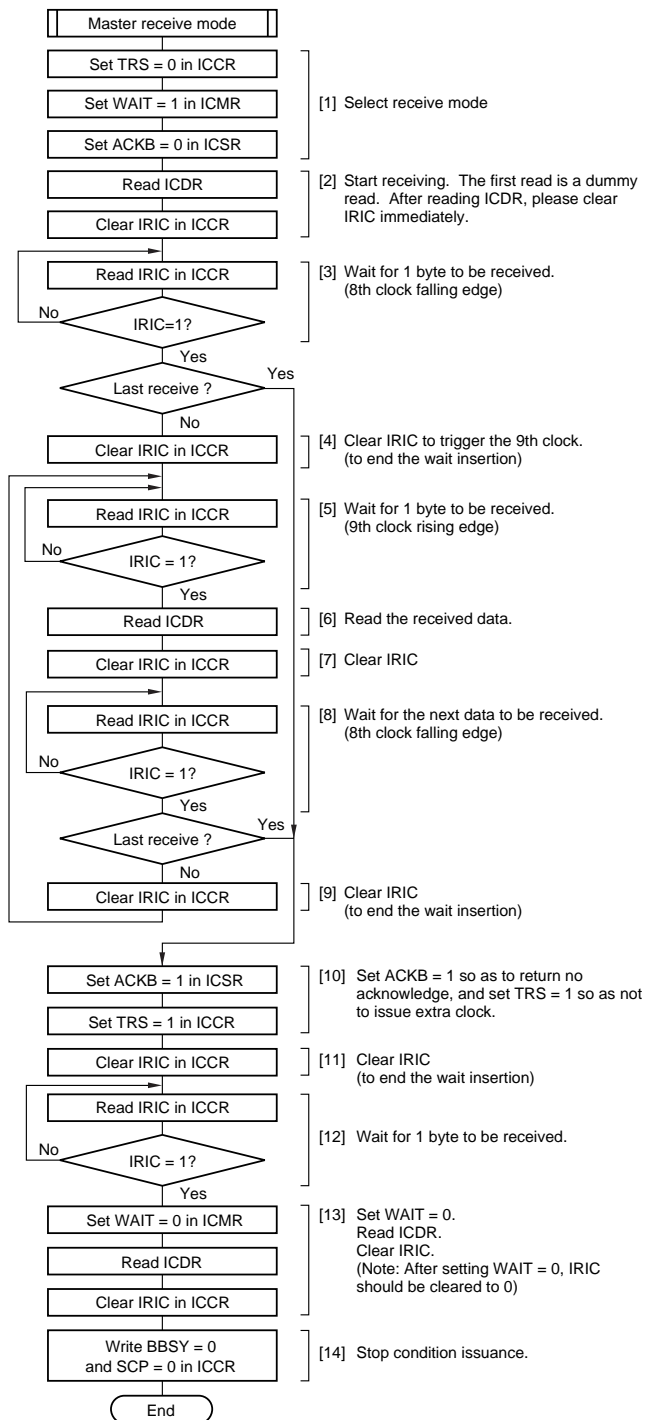 Master receive mode
Set TRS = 0 in ICCR
Set WAIT = 1 in ICMR
[1] Select receive mode
Set ACKB = 0 in ICSR
Read ICDR
[2] Start receiving. The first read is a dummy
read. After reading ICDR, please clear
IRIC immediately.
Clear IRIC in ICCR
Read IRIC in ICCR
[3] Wait for 1 byte to be received.
(8th clock falling edge)
No
IRIC=1?
Yes
Last receive ?
Yes
No
Clear IRIC in ICCR
[4] Clear IRIC to trigger the 9th clock.
(to end the wait insertion)
Read IRIC in ICCR
[5] Wait for 1 byte to be received.
(9th clock rising edge)
No
IRIC = 1?
Yes
Read ICDR
[6] Read the received data.
Clear IRIC in ICCR
[7] Clear IRIC
Read IRIC in ICCR
[8] Wait for the next data to be received.
(8th clock falling edge)
No
IRIC = 1?
Yes
Last receive ?
Yes
No
Clear IRIC in ICCR
[9] Clear IRIC
(to end the wait insertion)
Set ACKB = 1 in ICSR
[10] Set ACKB = 1 so as to return no
acknowledge, and set TRS = 1 so as not
to issue extra clock.
Set TRS = 1 in ICCR
Clear IRIC in ICCR
[11] Clear IRIC
(to end the wait insertion)
Read IRIC in ICCR
[12] Wait for 1 byte to be received.
No
IRIC = 1?
Yes
Set WAIT = 0 in ICMR
[13] Set WAIT = 0.
Read ICDR.
Clear IRIC.
(Note: After setting WAIT = 0, IRIC
should be cleared to 0)
Read ICDR
Clear IRIC in ICCR
Write BBSY = 0
and SCP = 0 in ICCR
[14] Stop condition issuance.
End